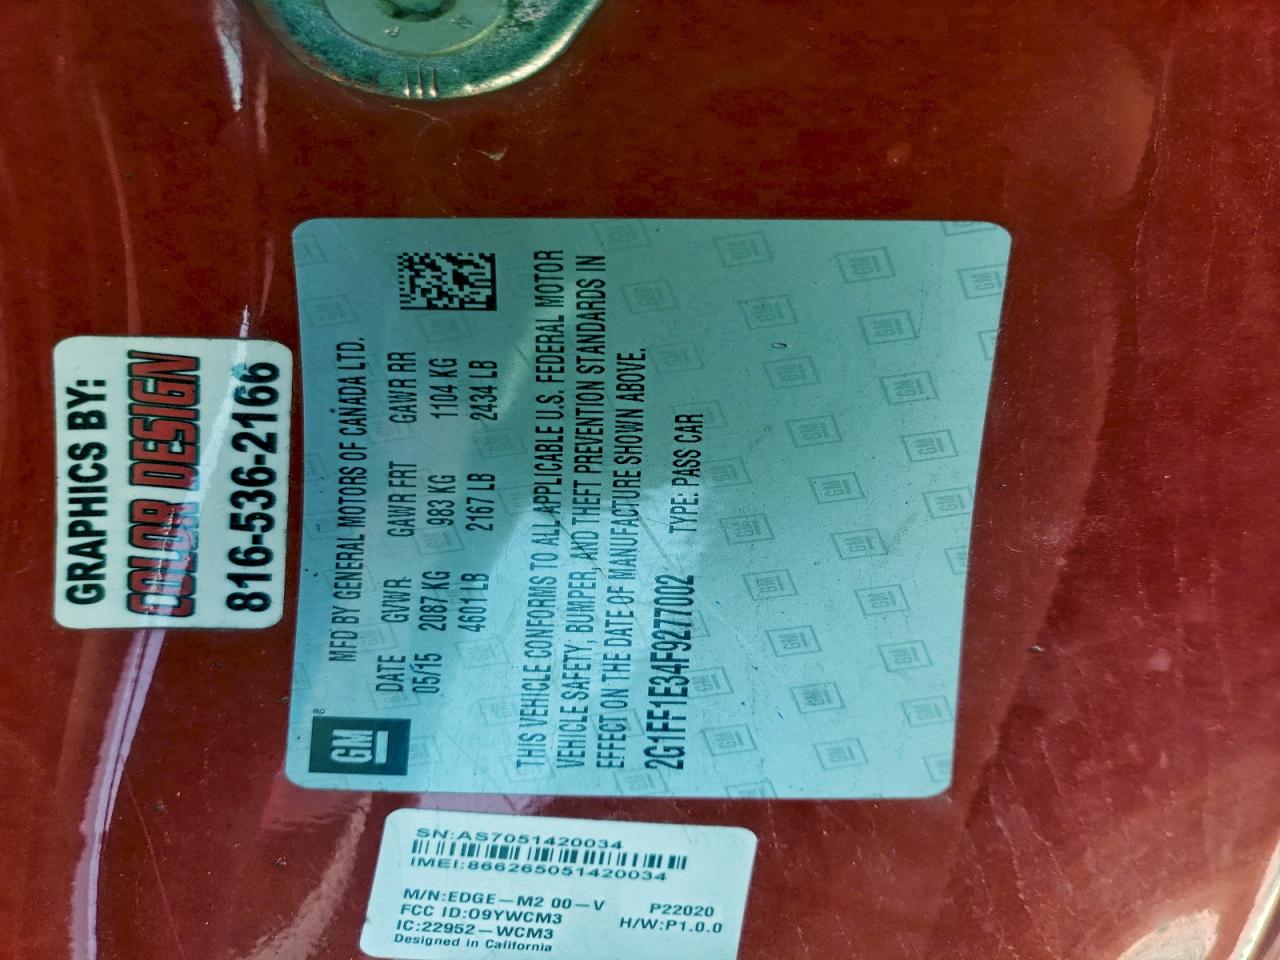 GRAPHICS BY:
COLOR DESIGN
816-536-2166
GM
®
MFD BY GENERAL MOTORS OF CANADA LTD.
DATE GVWR GAWR FRT GAWR RR
05/15 2087 KG 983 KG 1104 KG
4601 LB 2167 LB 2434 LB
THIS VEHICLE CONFORMS TO ALL APPLICABLE U.S. FEDERAL MOTOR
VEHICLE SAFETY, BUMPER, AND THEFT PREVENTION STANDARDS IN
EFFECT ON THE DATE OF MANUFACTURE SHOWN ABOVE.
2G1FF1E34F9277002 TYPE: PASS CAR
SN:AS7051420034
IMEI:866265051420034
M/N:EDGE-M2 00-V P22020
FCC ID:O9YWCM3 H/W:P1.0.0
IC:22952-WCM3
Designed in California